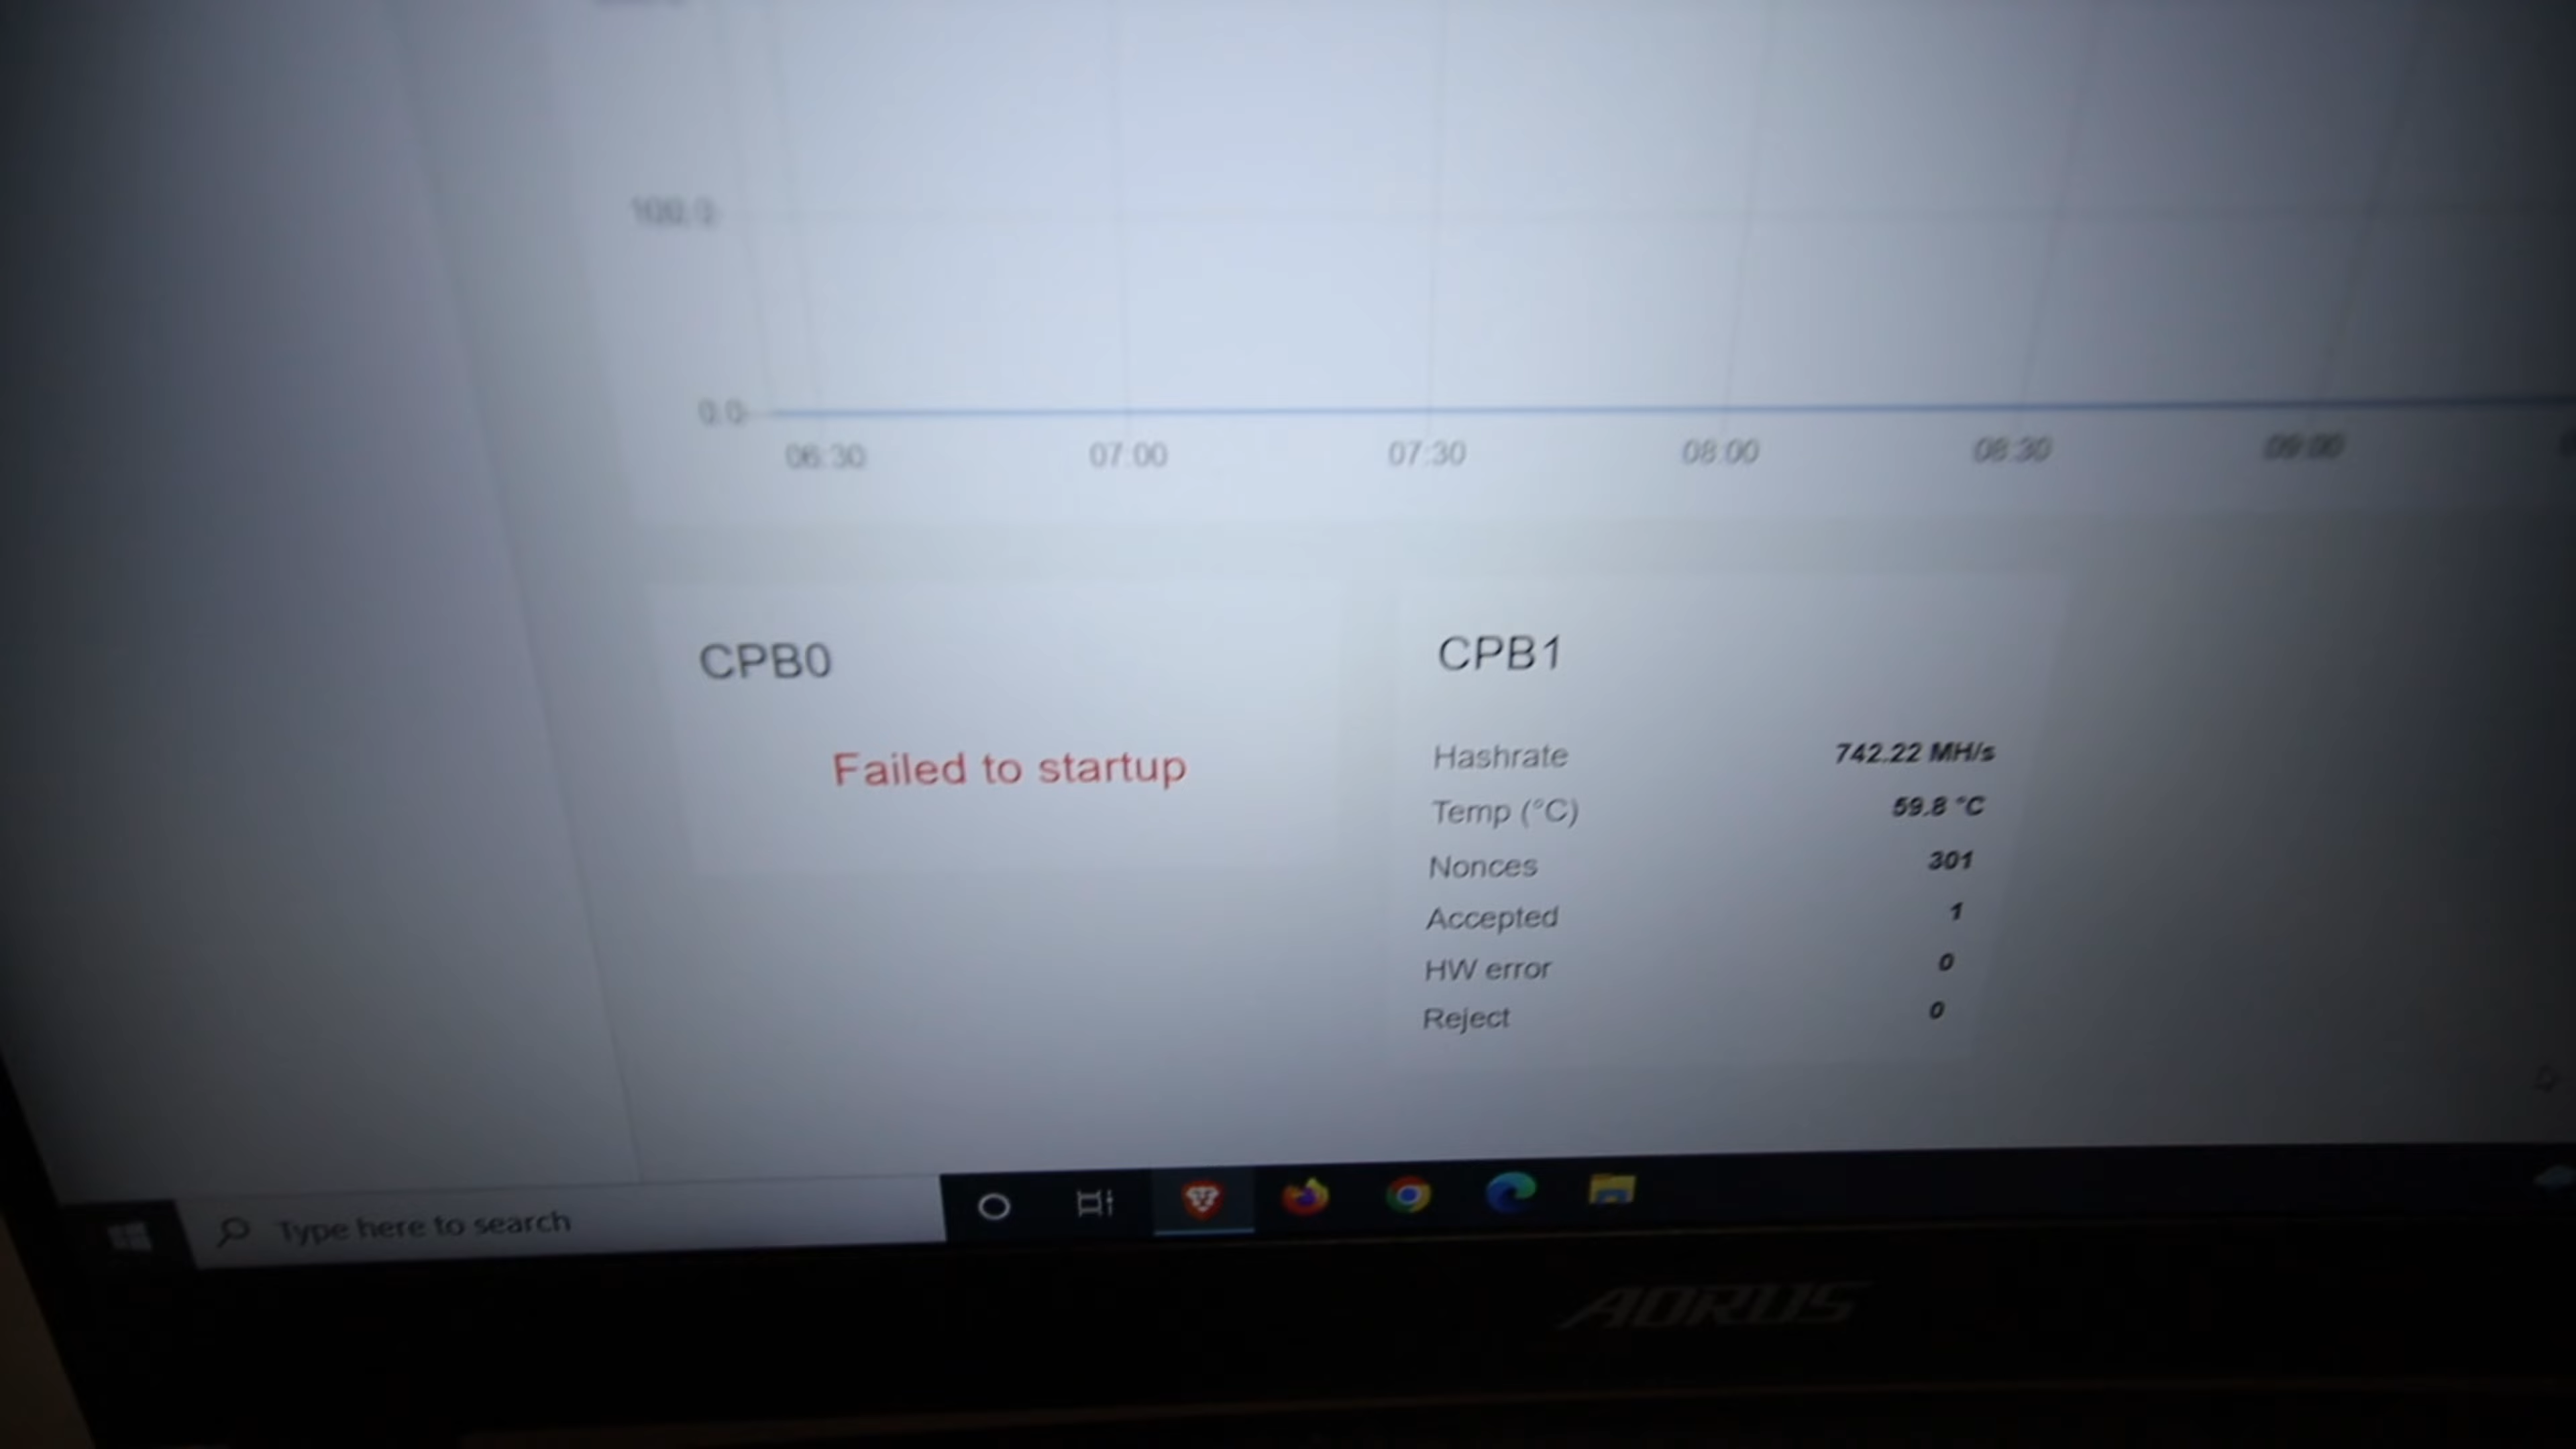 100.0
0.0
06:30 07:00 07:30 08:00 08:30 09:00
CPB0
Failed to startup
CPB1
Hashrate 742.22 MH/s
Temp (°C) 59.8 °C
Nonces 301
Accepted 1
HW error 0
Reject 0
Type here to search
AORUS